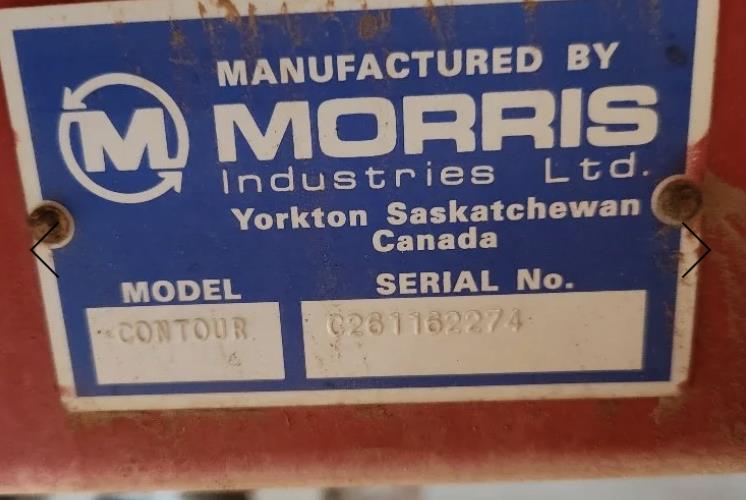 MANUFACTURED BY
M MORRIS
Industries Ltd.
Yorkton Saskatchewan
Canada
MODEL SERIAL No.
CONTOUR C261162274